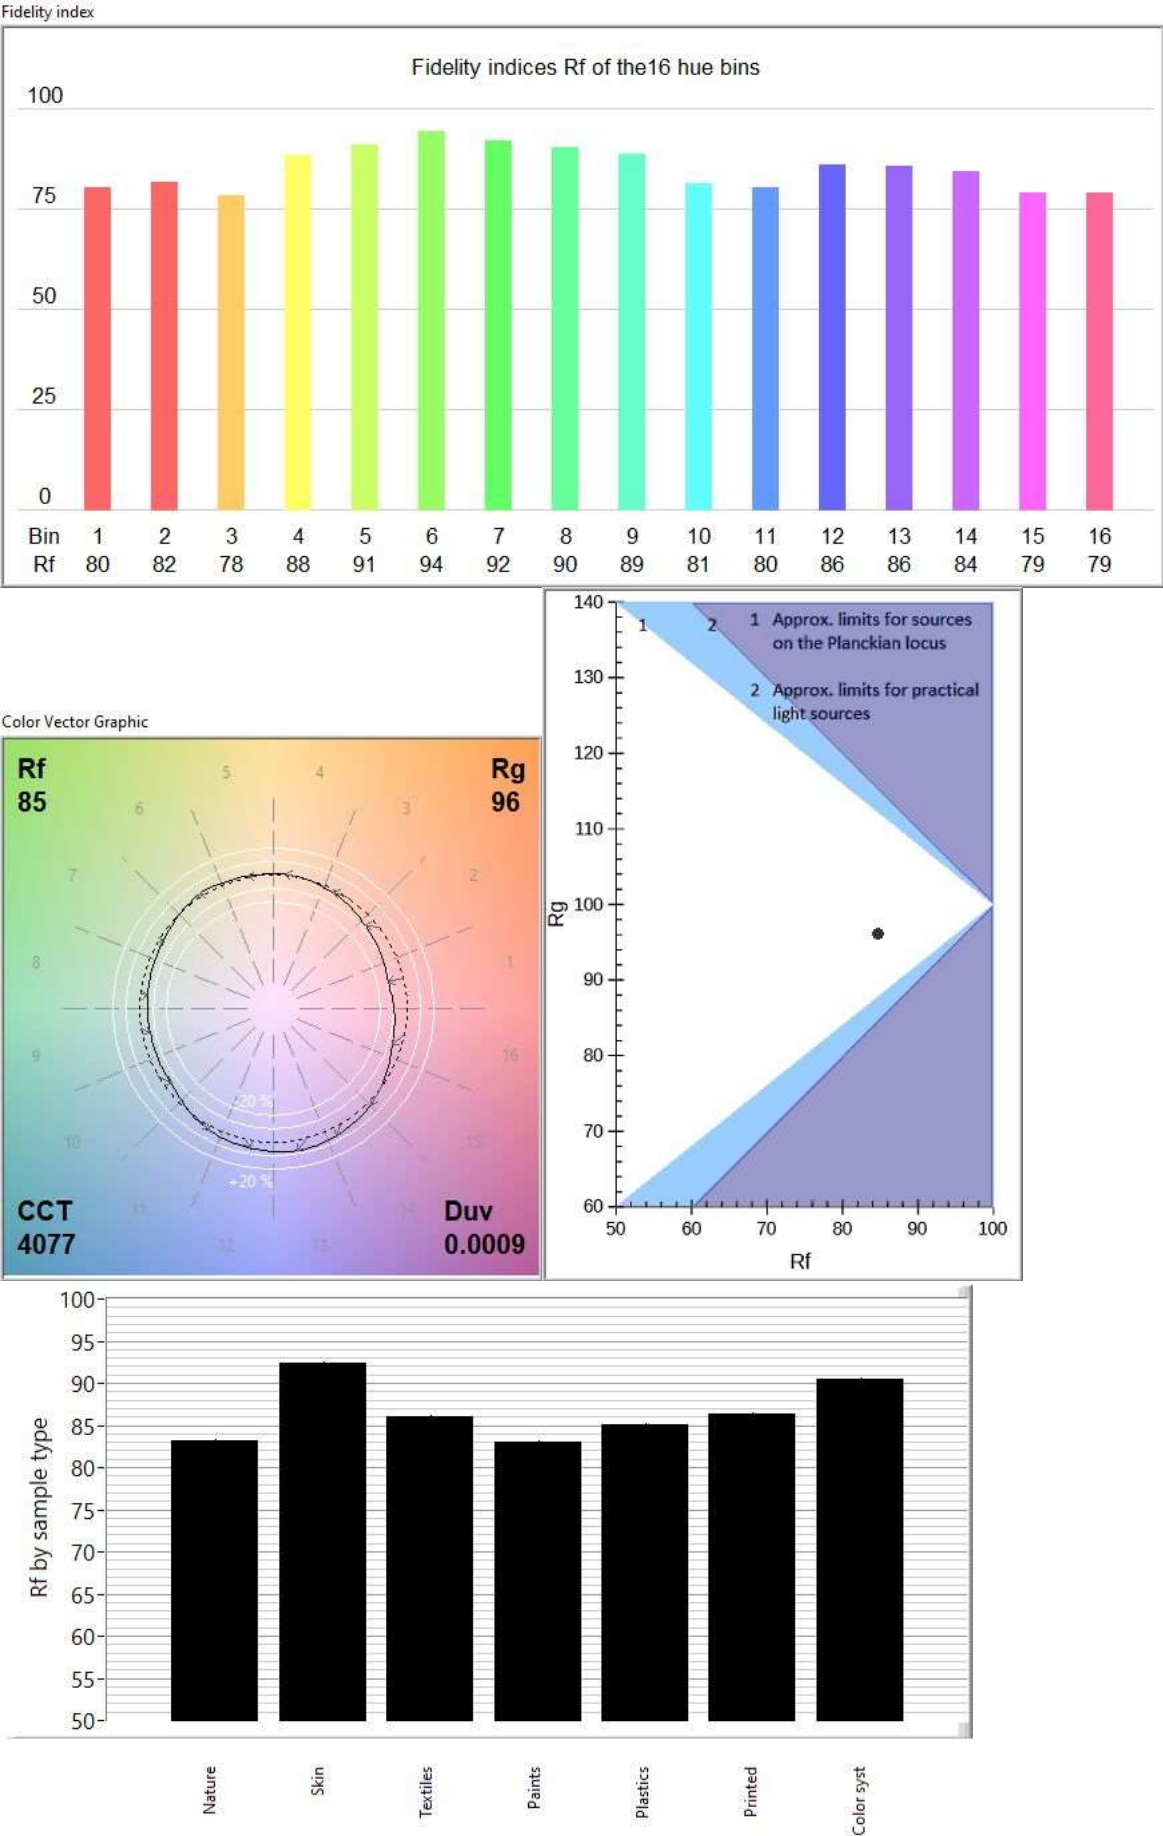 Fidelity index
Fidelity indices Rf of the16 hue bins
100
75
50
25
0
Bin 1 2 3 4 5 6 7 8 9 10 11 12 13 14 15 16
Rf 80 82 78 88 91 94 92 90 89 81 80 86 86 84 79 79
Color Vector Graphic
Rf
85
Rg
96
5 4
6 3
7 2
8 1
9 16
10 15
11 14
12 13
-20 %
+20 %
CCT
4077
Duv
0.0009
140
130
120
110
100
90
80
70
60
Rg
1 2
1 Approx. limits for sources
on the Planckian locus
2 Approx. limits for practical
light sources
50 60 70 80 90 100
Rf
100
95
90
85
80
75
70
65
60
55
50
Rf by sample type
Nature
Skin
Textiles
Paints
Plastics
Printed
Color syst